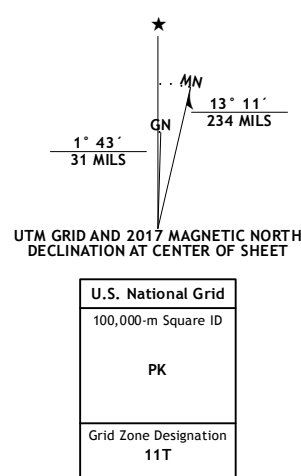 ★
MN
GN
13° 11´
234 MILS
1° 43´
31 MILS
UTM GRID AND 2017 MAGNETIC NORTH
DECLINATION AT CENTER OF SHEET
U.S. National Grid
100,000-m Square ID
PK
Grid Zone Designation
11T